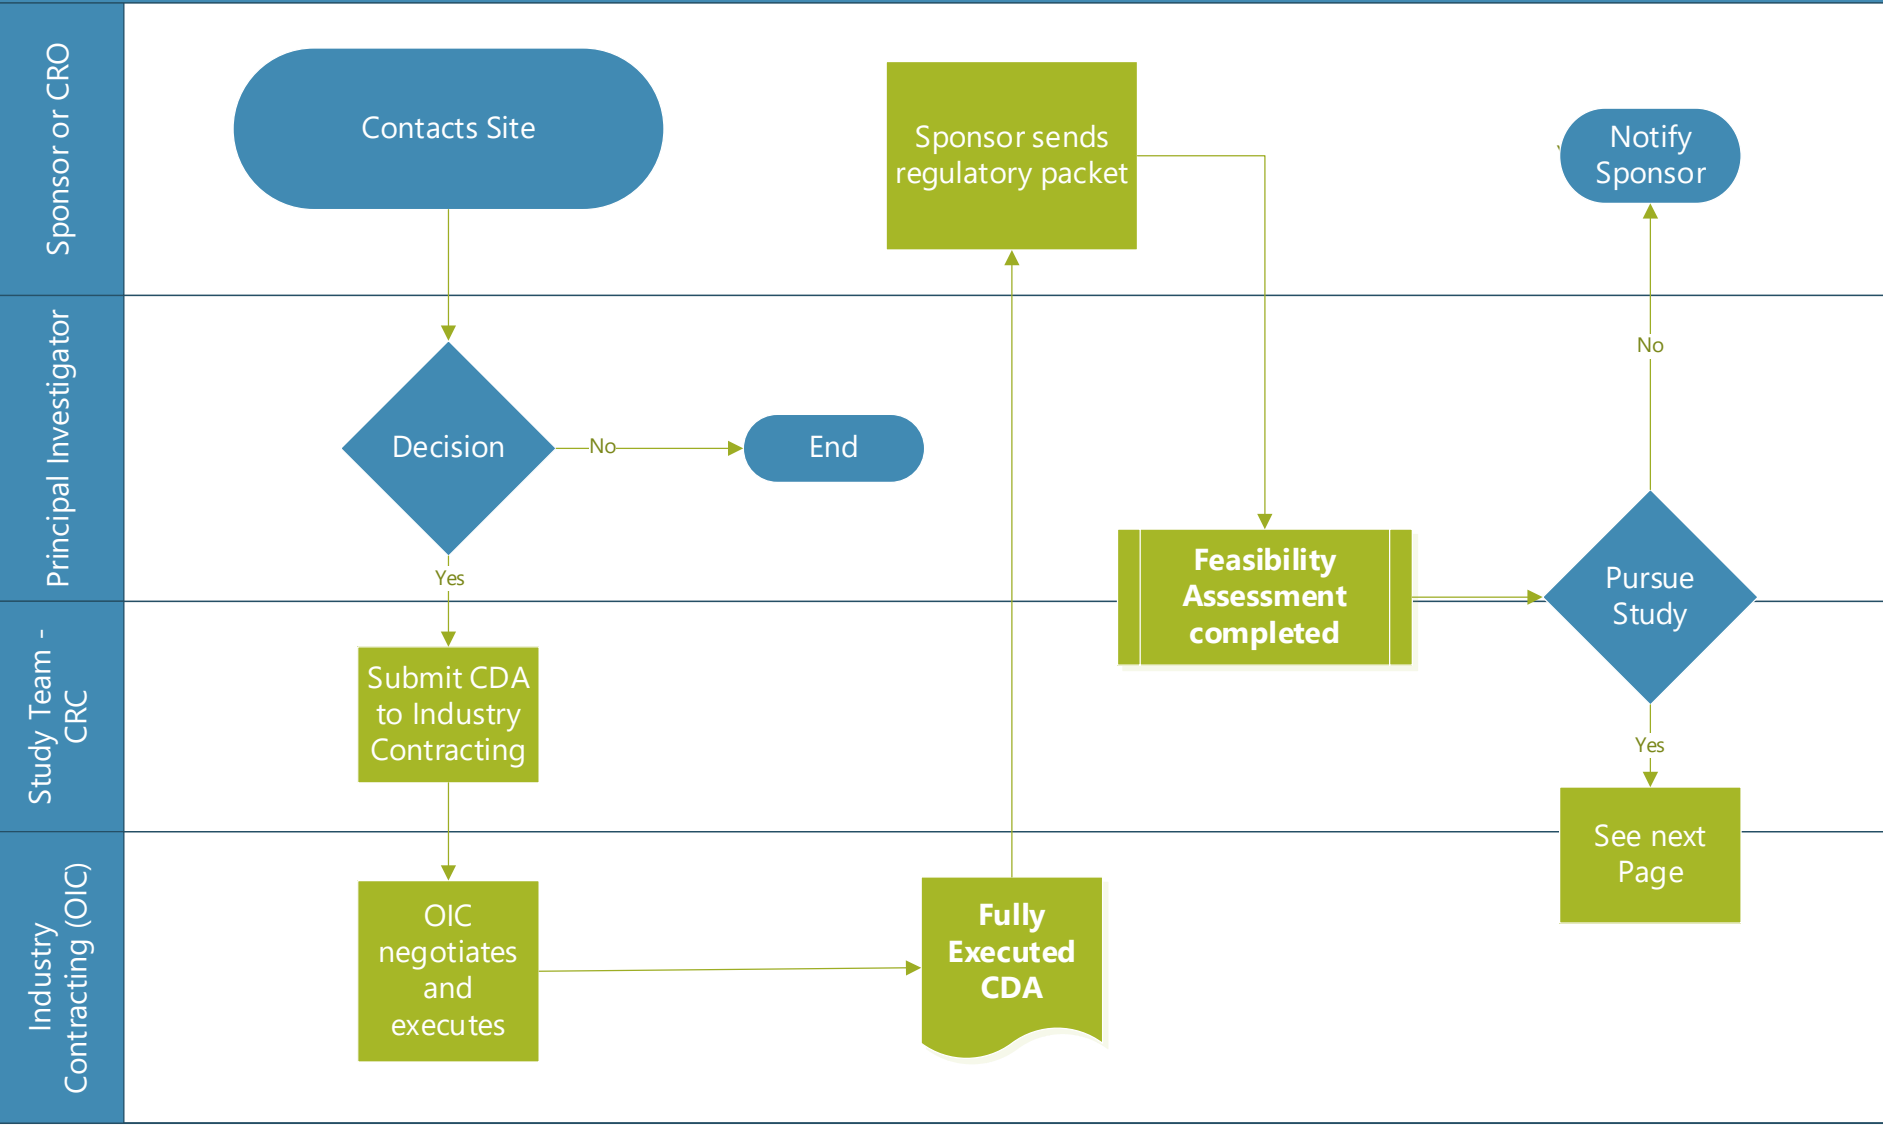 Sponsor or CRO
Contacts Site
Sponsor sends
regulatory packet
Notify
Sponsor
Principal Investigator
Decision
No
End
Yes
Feasibility
Assessment
completed
No
Pursue
Study
Study Team -
CRC
Submit CDA
to Industry
Contracting
Yes
See next
Page
Industry
Contracting (OIC)
OIC
negotiates
and
executes
Fully
Executed
CDA